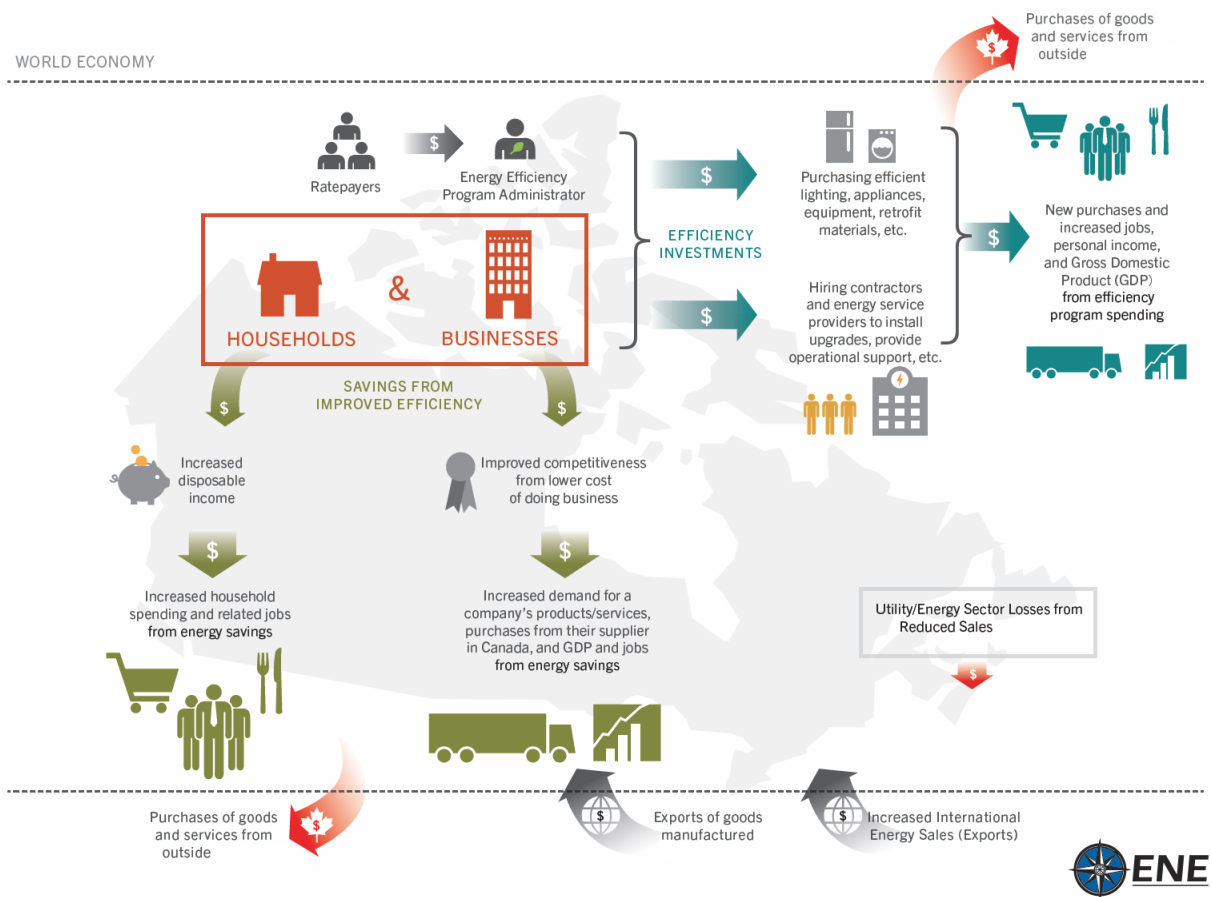 Purchases of goods
and services from
outside
WORLD ECONOMY
$
Ratepayers
$
Energy Efficiency
Program Administrator
HOUSEHOLDS
&
BUSINESSES
EFFICIENCY
INVESTMENTS
$
$
Purchasing efficient
lighting, appliances,
equipment, retrofit
materials, etc.
Hiring contractors
and energy service
providers to install
upgrades, provide
operational support, etc.
$
New purchases and
increased jobs,
personal income,
and Gross Domestic
Product (GDP)
from efficiency
program spending
SAVINGS FROM
IMPROVED EFFICIENCY
$
$
Increased
disposable
income
Improved competitiveness
from lower cost
of doing business
$
$
Increased household
spending and related jobs
from energy savings
Increased demand for a
company's products/services,
purchases from their supplier
in Canada, and GDP and jobs
from energy savings
Utility/Energy Sector Losses from
Reduced Sales
$
Purchases of goods
and services from
outside
$
$
Exports of goods
manufactured
$
Increased International
Energy Sales (Exports)
ENE